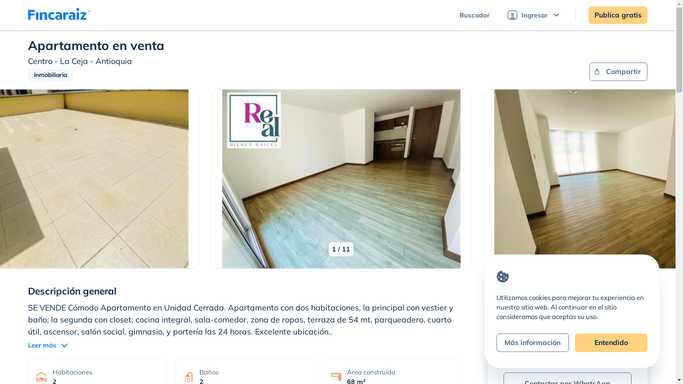 Fincaraiz
Buscador
Ingresar
Publica gratis
Apartamento en venta
Centro - La Ceja - Antioquia
Inmobiliaria
Compartir
Real
BIENES RAÍCES
1 / 11
Descripción general
SE VENDE Cómodo Apartamento en Unidad Cerrada. Apartamento con dos habitaciones, la principal con vestier y
baño; la segunda con closet; cocina integral, sala-comedor, zona de ropas, terraza de 54 mt, parqueadero, cuarto
útil, ascensor, salón social, gimnasio, y portería las 24 horas. Excelente ubicación..
Leer más
Utilizamos cookies para mejorar tu experiencia en
nuestro sitio web. Al continuar en el sitio
consideramos que aceptas su uso.
Más información
Entendido
Habitaciones
2
Baños
2
Área construida
68 m²
Contactar por WhatsApp